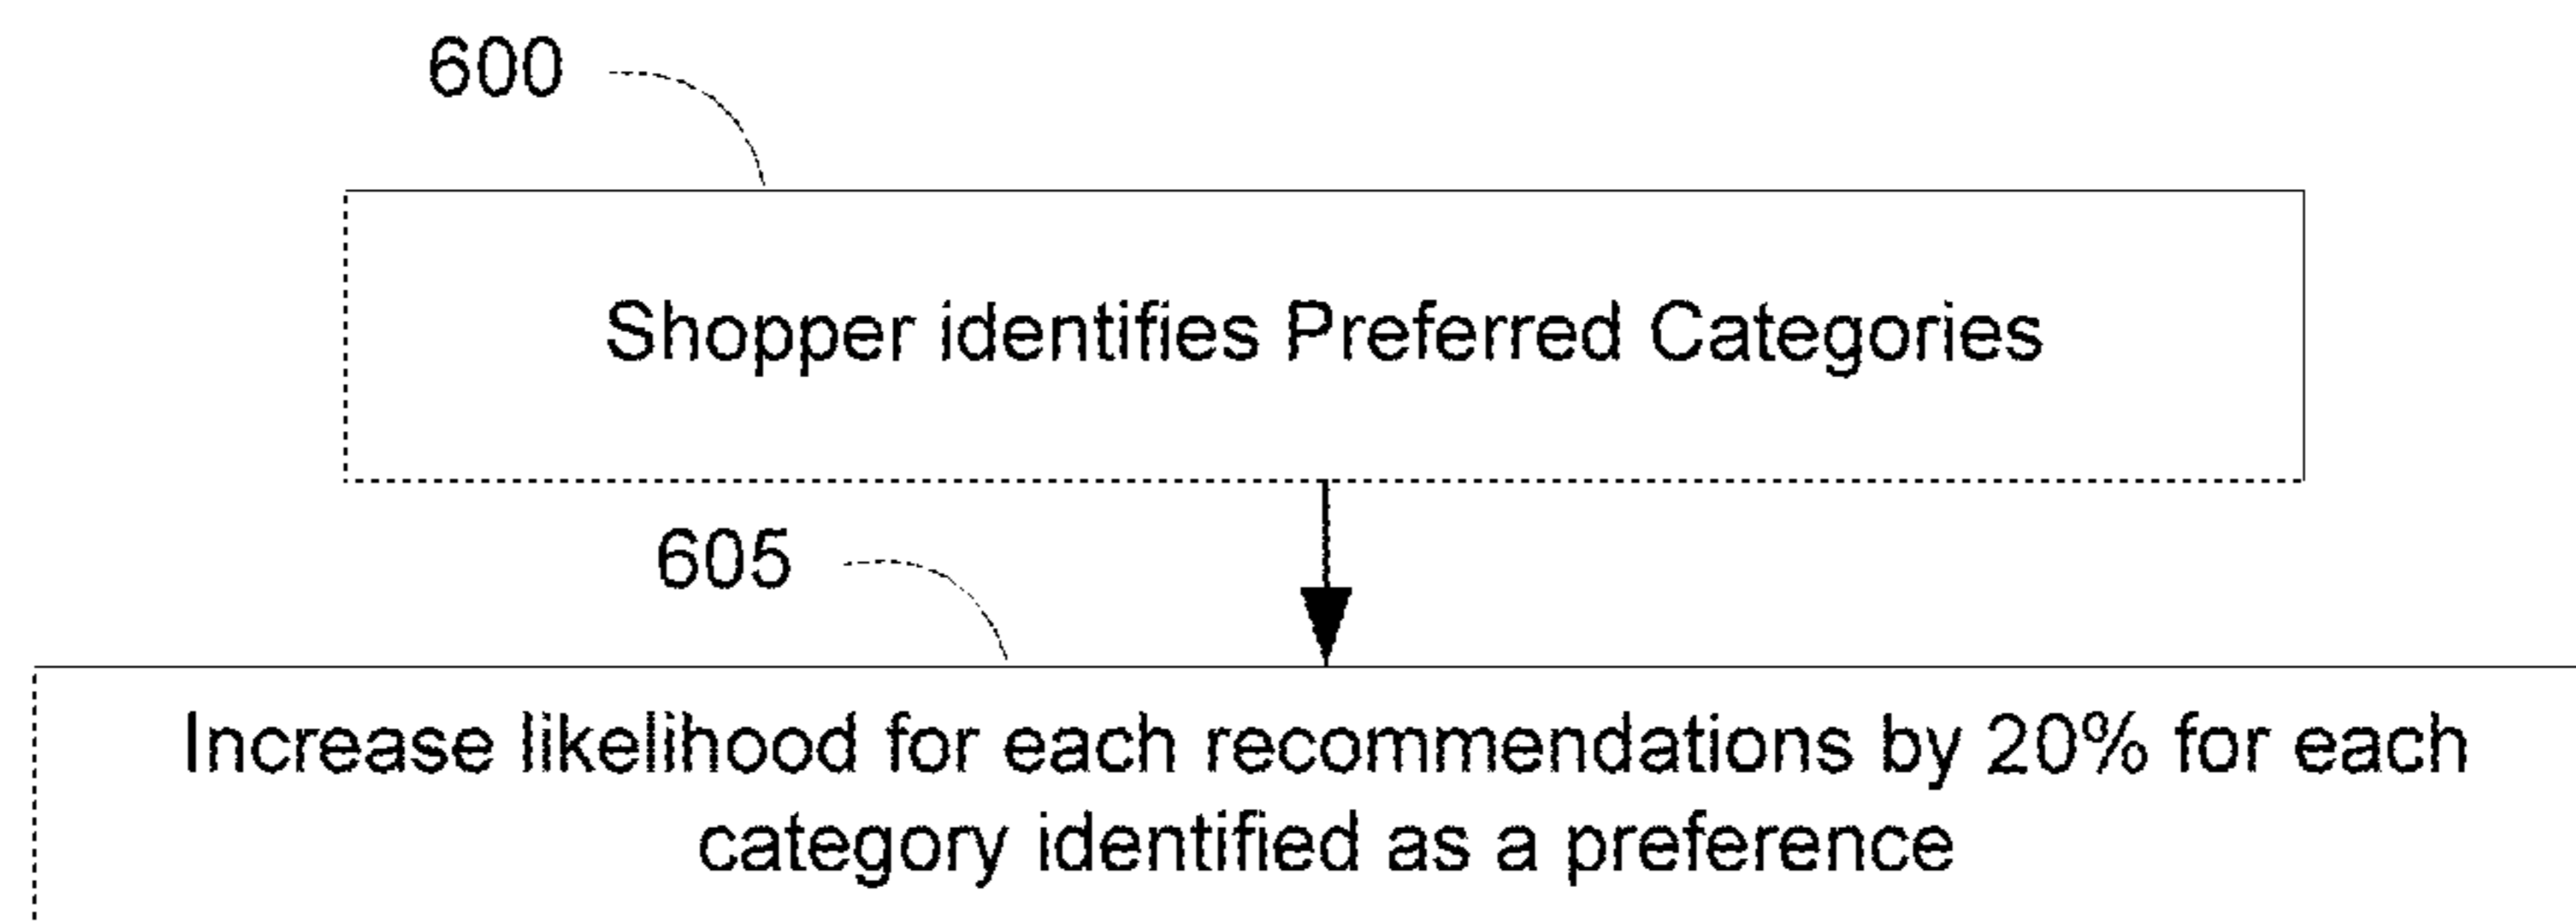 600
Shopper identifies Preferred Categories
605
Increase likelihood for each recommendations by 20% for each
category identified as a preference